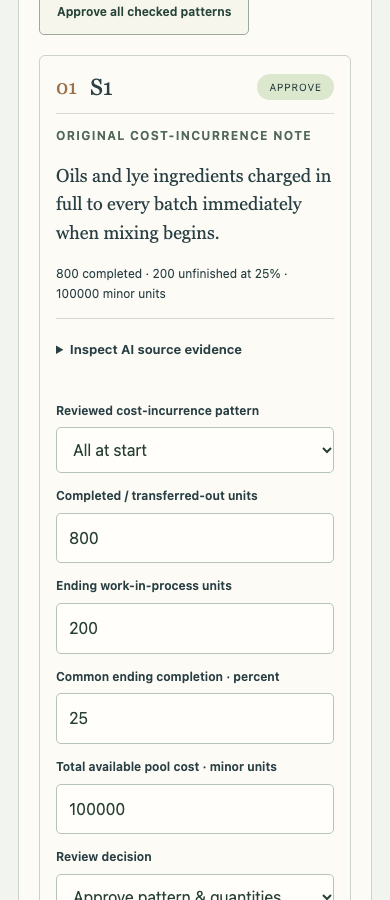 Approve all checked patterns
01 S1 APPROVE
ORIGINAL COST-INCURRENCE NOTE
Oils and lye ingredients charged in
full to every batch immediately
when mixing begins.
800 completed · 200 unfinished at 25% ·
100000 minor units
Inspect AI source evidence
Reviewed cost-incurrence pattern
All at start
Completed / transferred-out units
800
Ending work-in-process units
200
Common ending completion · percent
25
Total available pool cost · minor units
100000
Review decision
Approve pattern & quantities